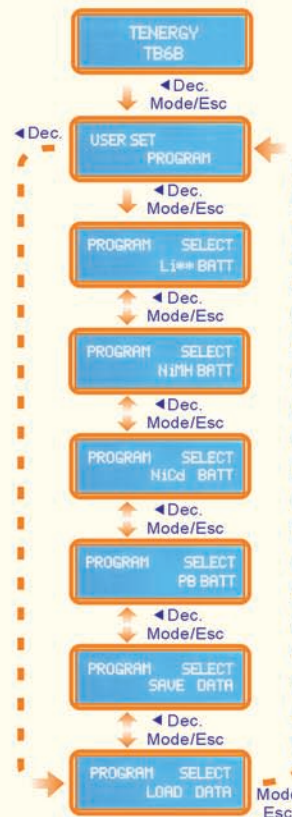 TENERGY
TB6B
◄Dec.
Mode/Esc
◄Dec.
USER SET
PROGRAM
◄Dec.
Mode/Esc
PROGRAM SELECT
Li** BATT
◄Dec.
Mode/Esc
PROGRAM SELECT
NiMH BATT
◄Dec.
Mode/Esc
PROGRAM SELECT
NiCd BATT
◄Dec.
Mode/Esc
PROGRAM SELECT
PB BATT
◄Dec.
Mode/Esc
PROGRAM SELECT
SAVE DATA
◄Dec.
Mode/Esc
PROGRAM SELECT
LOAD DATA
Mode
Esc